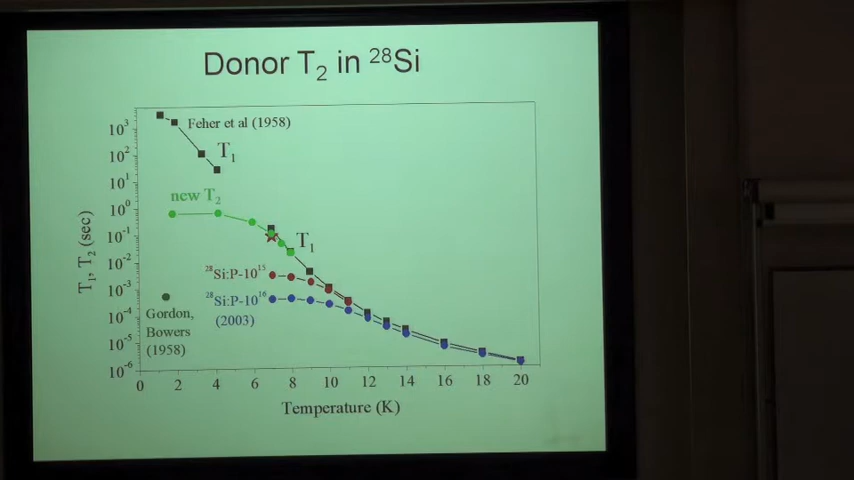 Donor T₂ in ²⁸Si
10³
10²
10¹
10⁰
10⁻¹
10⁻²
10⁻³
10⁻⁴
10⁻⁵
10⁻⁶
T₁, T₂ (sec)
Feher et al (1958)
T₁
new T₂
T₁
²⁸Si:P-10¹⁵
²⁸Si:P-10¹⁶
(2003)
Gordon,
Bowers
(1958)
0 2 4 6 8 10 12 14 16 18 20
Temperature (K)